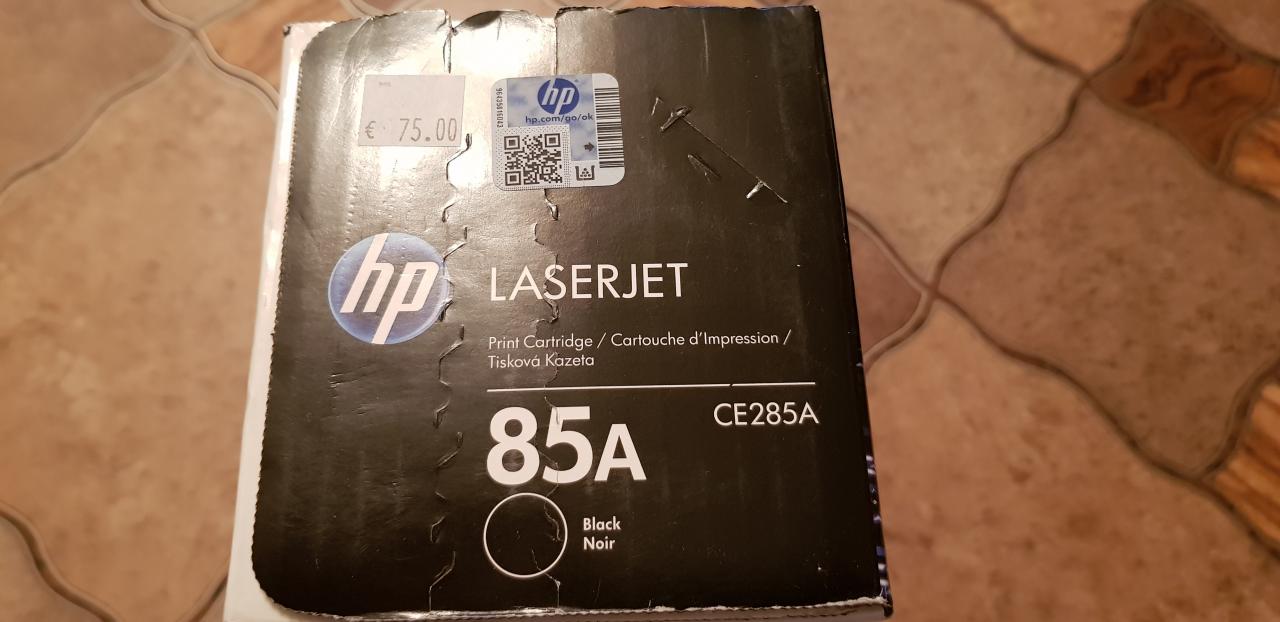 € 75.00
hp
hp.com/go/ok
hp
LASERJET
Print Cartridge / Cartouche d'Impression /
Tisková Kazeta
85A
CE285A
Black
Noir